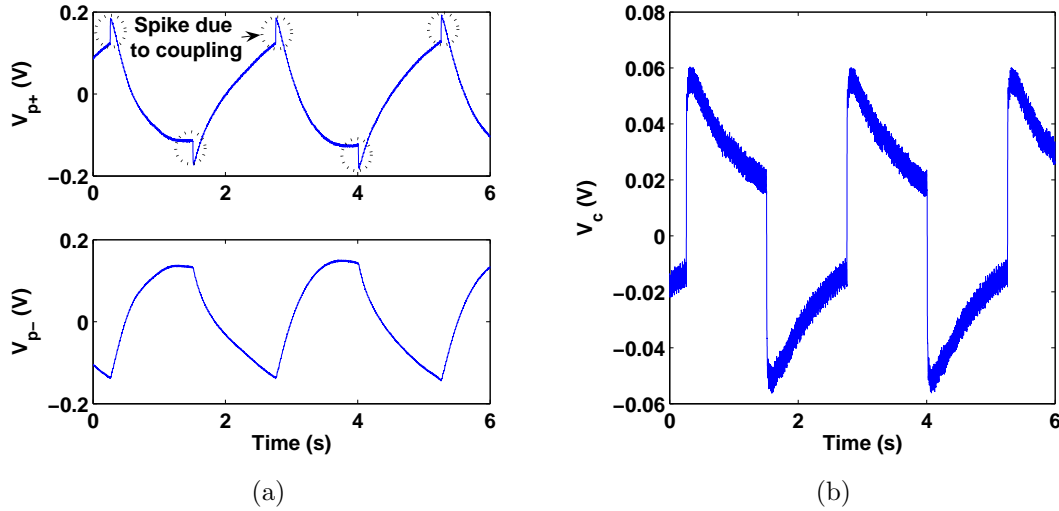 0.2
0
−0.2
V_{p+} (V)
Spike due
to coupling
0 2 4 6
0.2
0
−0.2
V_{p−} (V)
0 2 4 6
Time (s)
(a)
0.06
0.04
0.02
0
−0.02
−0.04
−0.06
V_c (V)
0 2 4 6
Time (s)
(b)